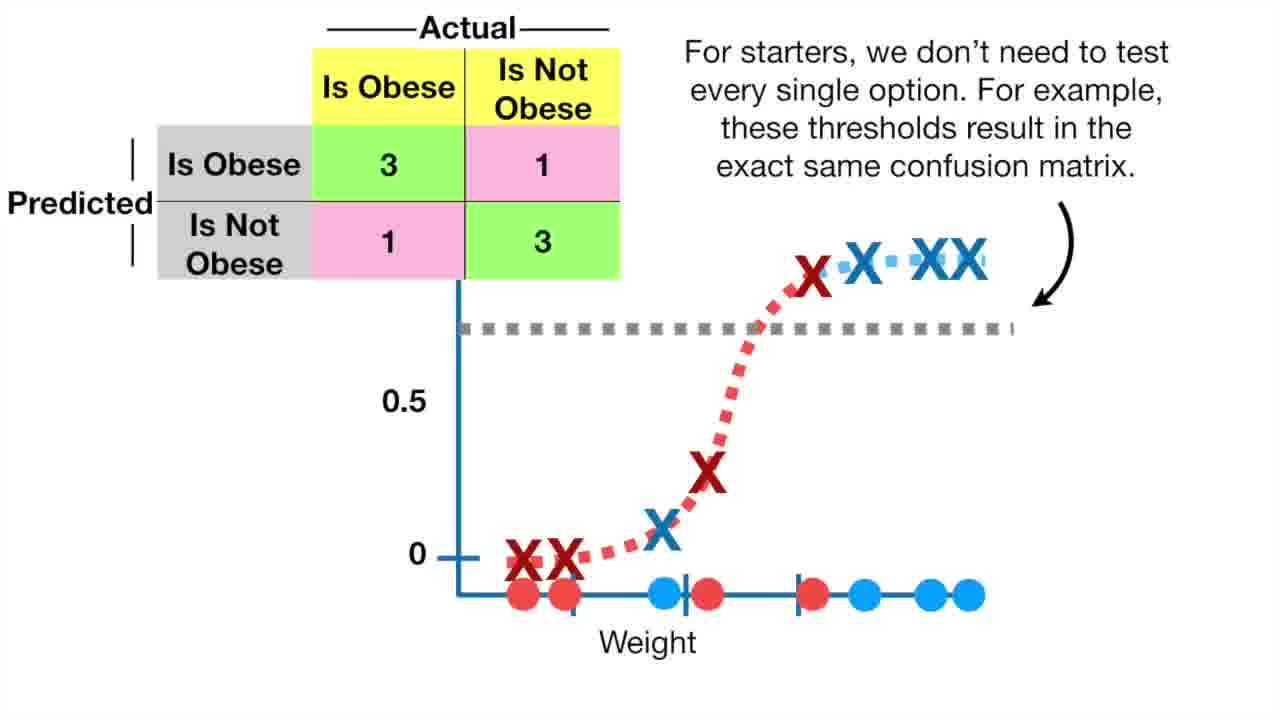 Actual
Is Obese
Is Not
Obese
Predicted
Is Obese
3
1
Is Not
Obese
1
3
For starters, we don't need to test
every single option. For example,
these thresholds result in the
exact same confusion matrix.
0.5
0
X
X
X
X
X
X
X
X
Weight